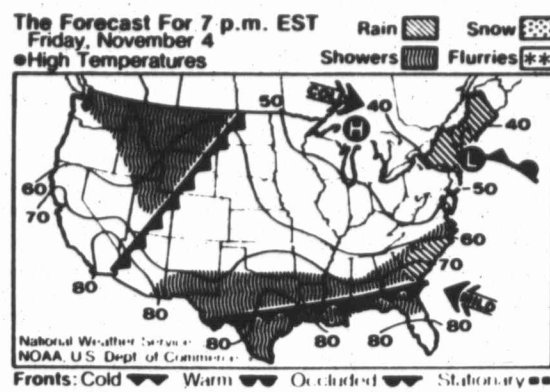 The Forecast For 7 p.m. EST
Friday, November 4
High Temperatures
Rain
Snow
Showers
Flurries
50
40
H
40
L
50
60
70
60
70
80
80
80
80
80
80
National Weather Service
NOAA, U.S. Dept. of Commerce
Fronts: Cold
Warm
Occluded
Stationary